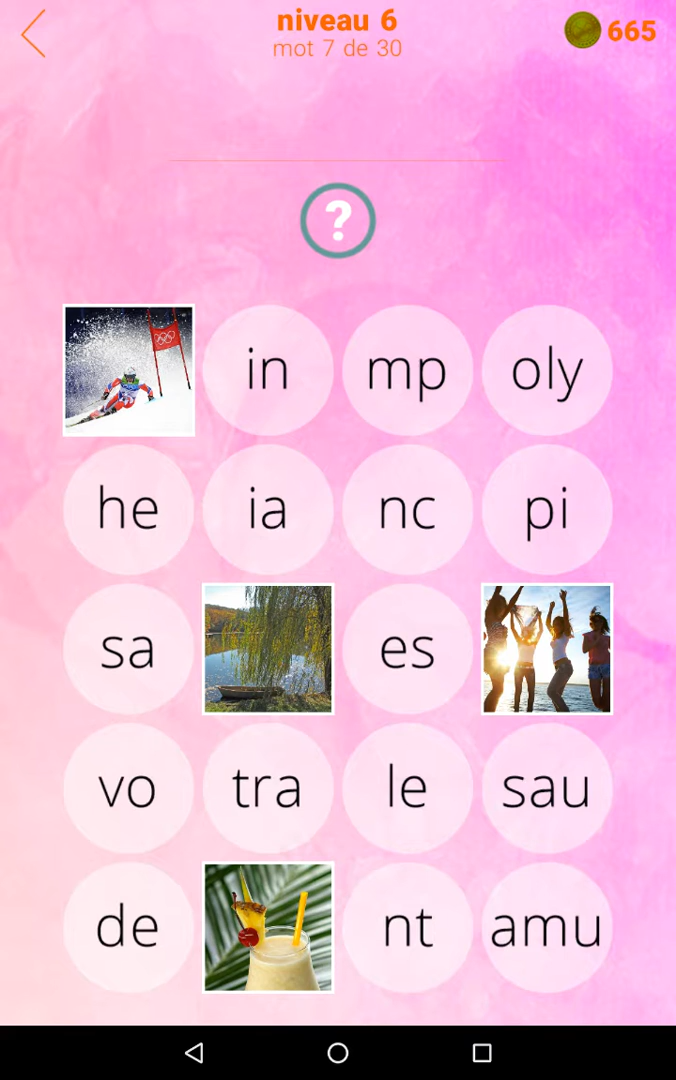 niveau 6
mot 7 de 30
665
?
in mp oly
he ia nc pi
sa es
vo tra le sau
de nt amu